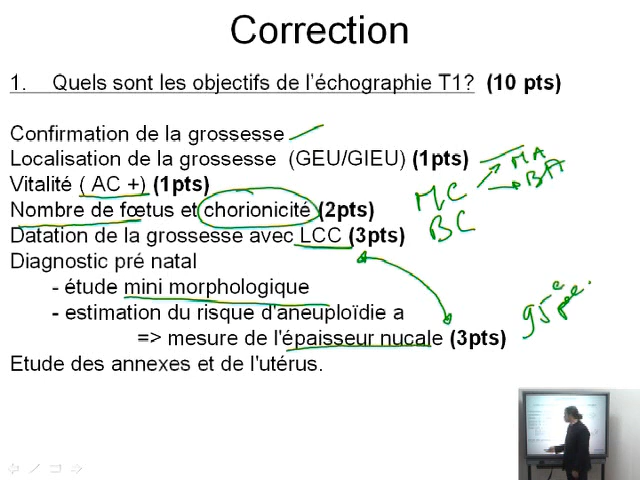 Correction
1. Quels sont les objectifs de l'échographie T1? (10 pts)
Confirmation de la grossesse
Localisation de la grossesse (GEU/GIEU) (1pts)
MA
Vitalité ( AC +) (1pts)
MC
BA
Nombre de fœtus et chorionicité (2pts)
BC
Datation de la grossesse avec LCC (3pts)
Diagnostic pré natal
- étude mini morphologique
- estimation du risque d'aneuploïdie a
95e
=> mesure de l'épaisseur nucale (3pts)
Etude des annexes et de l'utérus.